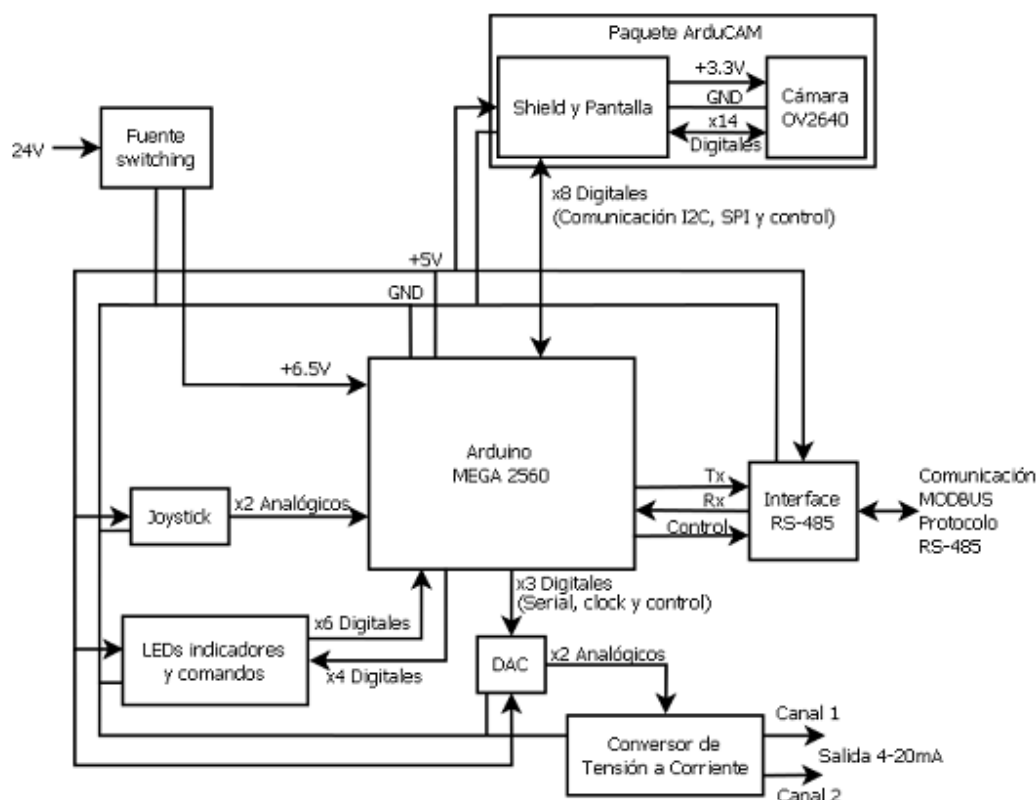 Paquete ArduCAM
Shield y Pantalla
+3.3V
GND
x14
Digitales
Cámara
OV2640
24V
Fuente
switching
x8 Digitales
(Comunicación I2C, SPI y control)
+5V
GND
+6.5V
Arduino
MEGA 2560
Joystick
x2 Analógicos
Tx
Rx
Control
Interface
RS-485
Comunicación
MODBUS
Protocolo
RS-485
x3 Digitales
(Serial, clock y control)
LEDs indicadores
y comandos
x6 Digitales
x4 Digitales
DAC
x2 Analógicos
Conversor de
Tensión a Corriente
Canal 1
Salida 4-20mA
Canal 2